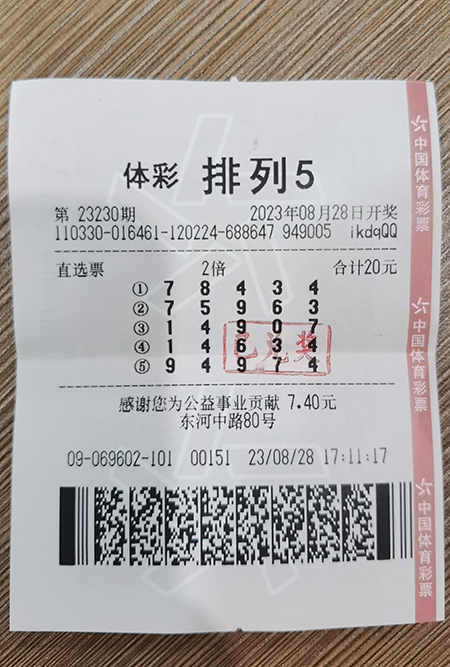 体彩 排列5
第 23230期 2023年08月28日开奖
110330-016461-120224-688647 949005 ikdqQQ
直选票 2倍 合计20元
① 7 8 4 3 4
② 7 5 9 6 3
③ 1 4 9 0 7
④ 1 4 3 4
⑤ 9 4 9 7 4
已兑奖
感谢您为公益事业贡献 7.40元
东河中路80号
09-069602-101 00151 23/08/28 17:11:17
中国体育彩票
中国体育彩票
中国体育彩票